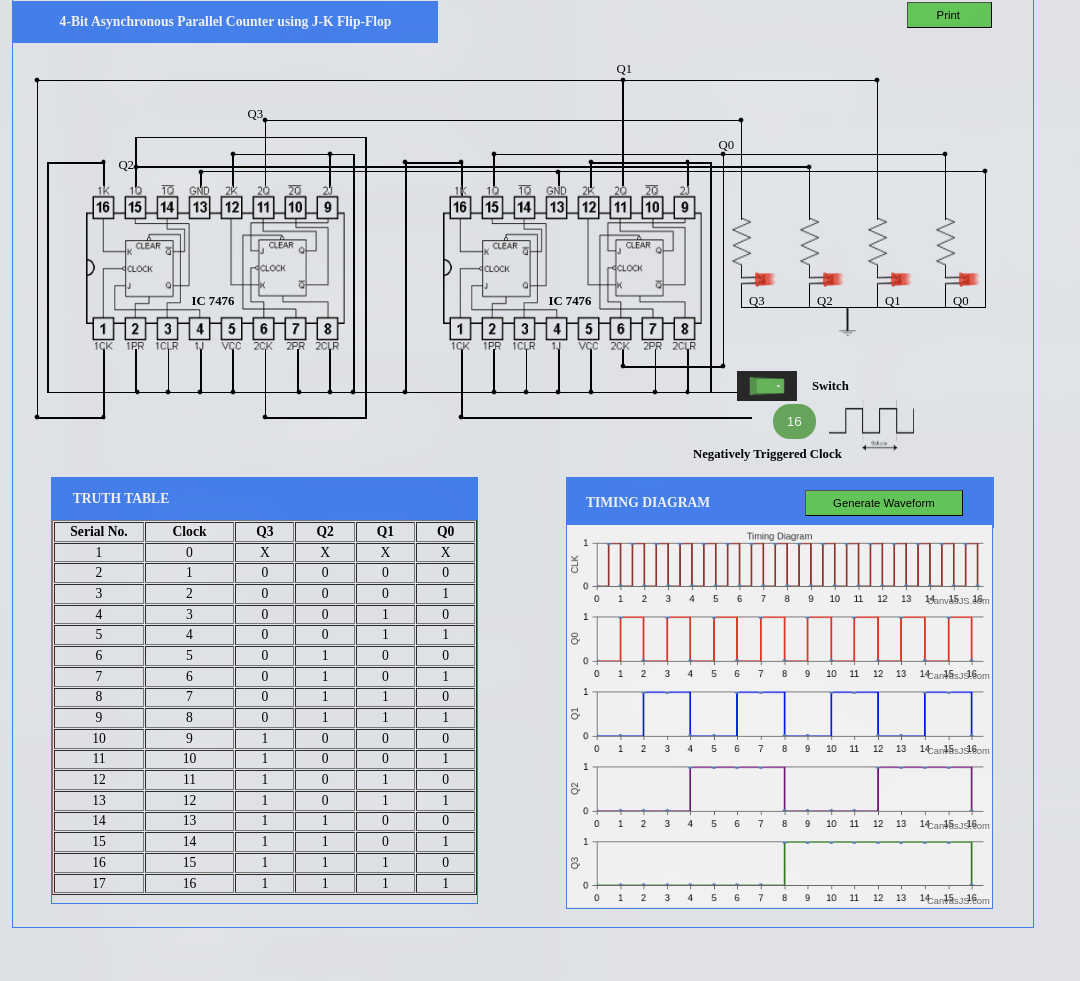 4-Bit Asynchronous Parallel Counter using J-K Flip-Flop
Print
Q1
Q3
Q0
Q2
1K 1Q 1Q GND 2K 2Q 2Q 2J
16 15 14 13 12 11 10 9
CLEAR CLEAR
K Q J Q
CLOCK CLOCK
J Q K Q
IC 7476
1 2 3 4 5 6 7 8
1CK 1PR 1CLR 1J VCC 2CK 2PR 2CLR
1K 1Q 1Q GND 2K 2Q 2Q 2J
16 15 14 13 12 11 10 9
CLEAR CLEAR
K Q J Q
CLOCK CLOCK
J Q K Q
IC 7476
1 2 3 4 5 6 7 8
1CK 1PR 1CLR 1J VCC 2CK 2PR 2CLR
Q3 Q2 Q1 Q0
Switch
16
Negatively Triggered Clock
TRUTH TABLE
Serial No. Clock Q3 Q2 Q1 Q0
1 0 X X X X
2 1 0 0 0 0
3 2 0 0 0 1
4 3 0 0 1 0
5 4 0 0 1 1
6 5 0 1 0 0
7 6 0 1 0 1
8 7 0 1 1 0
9 8 0 1 1 1
10 9 1 0 0 0
11 10 1 0 0 1
12 11 1 0 1 0
13 12 1 0 1 1
14 13 1 1 0 0
15 14 1 1 0 1
16 15 1 1 1 0
17 16 1 1 1 1
TIMING DIAGRAM
Generate Waveform
Timing Diagram
CLK
1
0
0 1 2 3 4 5 6 7 8 9 10 11 12 13 14 15 16
CanvasJS.com
Q0
1
0
0 1 2 3 4 5 6 7 8 9 10 11 12 13 14 15 16
CanvasJS.com
Q1
1
0
0 1 2 3 4 5 6 7 8 9 10 11 12 13 14 15 16
CanvasJS.com
Q2
1
0
0 1 2 3 4 5 6 7 8 9 10 11 12 13 14 15 16
CanvasJS.com
Q3
1
0
0 1 2 3 4 5 6 7 8 9 10 11 12 13 14 15 16
CanvasJS.com